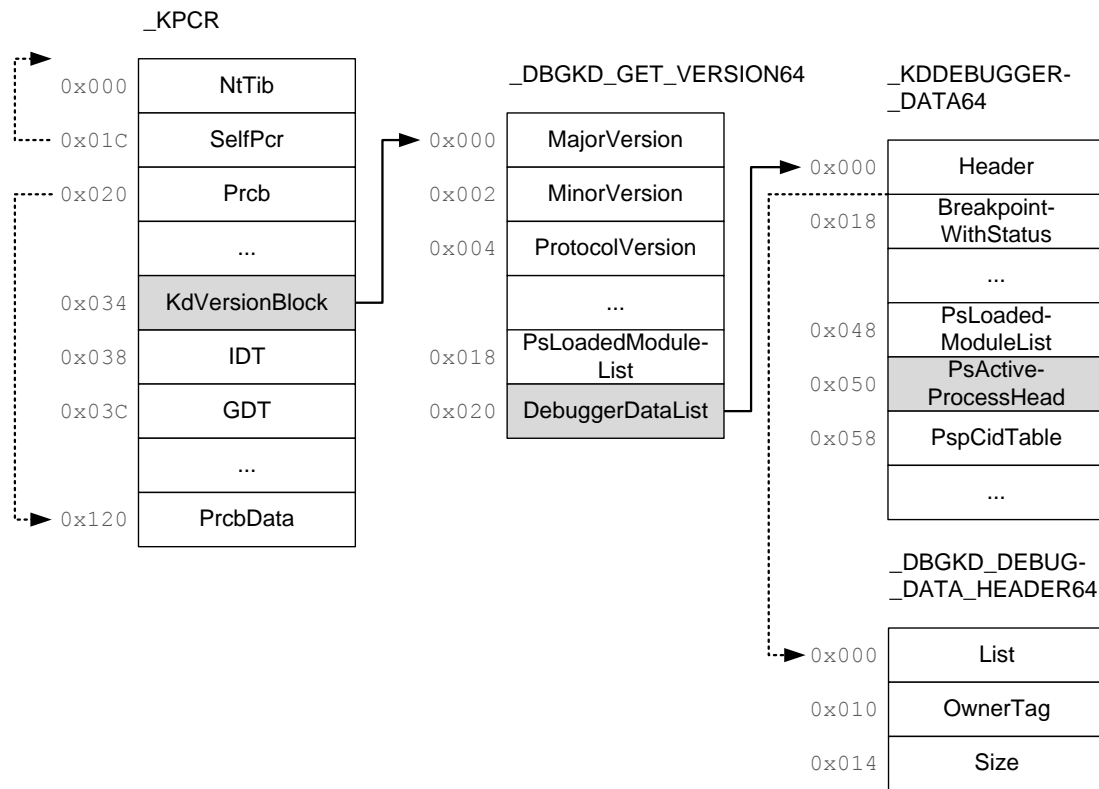 _KPCR
0x000 NtTib
0x01C SelfPcr
0x020 Prcb
...
0x034 KdVersionBlock
0x038 IDT
0x03C GDT
...
0x120 PrcbData
_DBGKD_GET_VERSION64
0x000 MajorVersion
0x002 MinorVersion
0x004 ProtocolVersion
...
0x018 PsLoadedModule-
List
0x020 DebuggerDataList
_KDDEBUGGER-
_DATA64
0x000 Header
0x018 Breakpoint-
WithStatus
...
0x048 PsLoaded-
ModuleList
0x050 PsActive-
ProcessHead
0x058 PspCidTable
...
_DBGKD_DEBUG-
_DATA_HEADER64
0x000 List
0x010 OwnerTag
0x014 Size